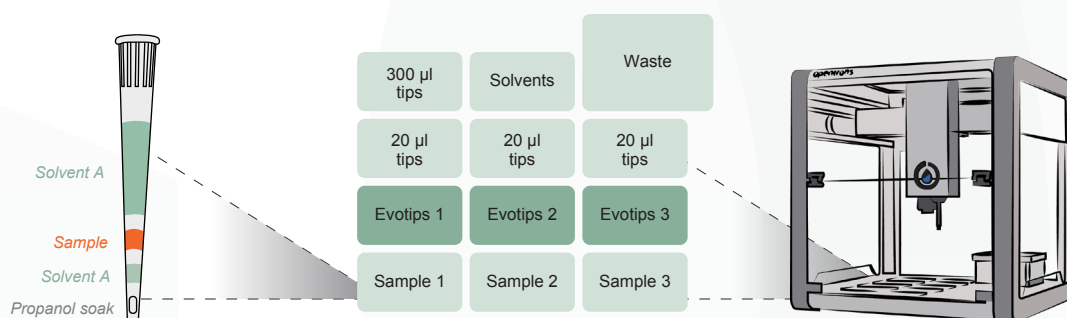 Solvent A
Sample
Solvent A
Propanol soak
300 µl
tips
Solvents
Waste
20 µl
tips
20 µl
tips
20 µl
tips
Evotips 1
Evotips 2
Evotips 3
Sample 1
Sample 2
Sample 3
opentrons